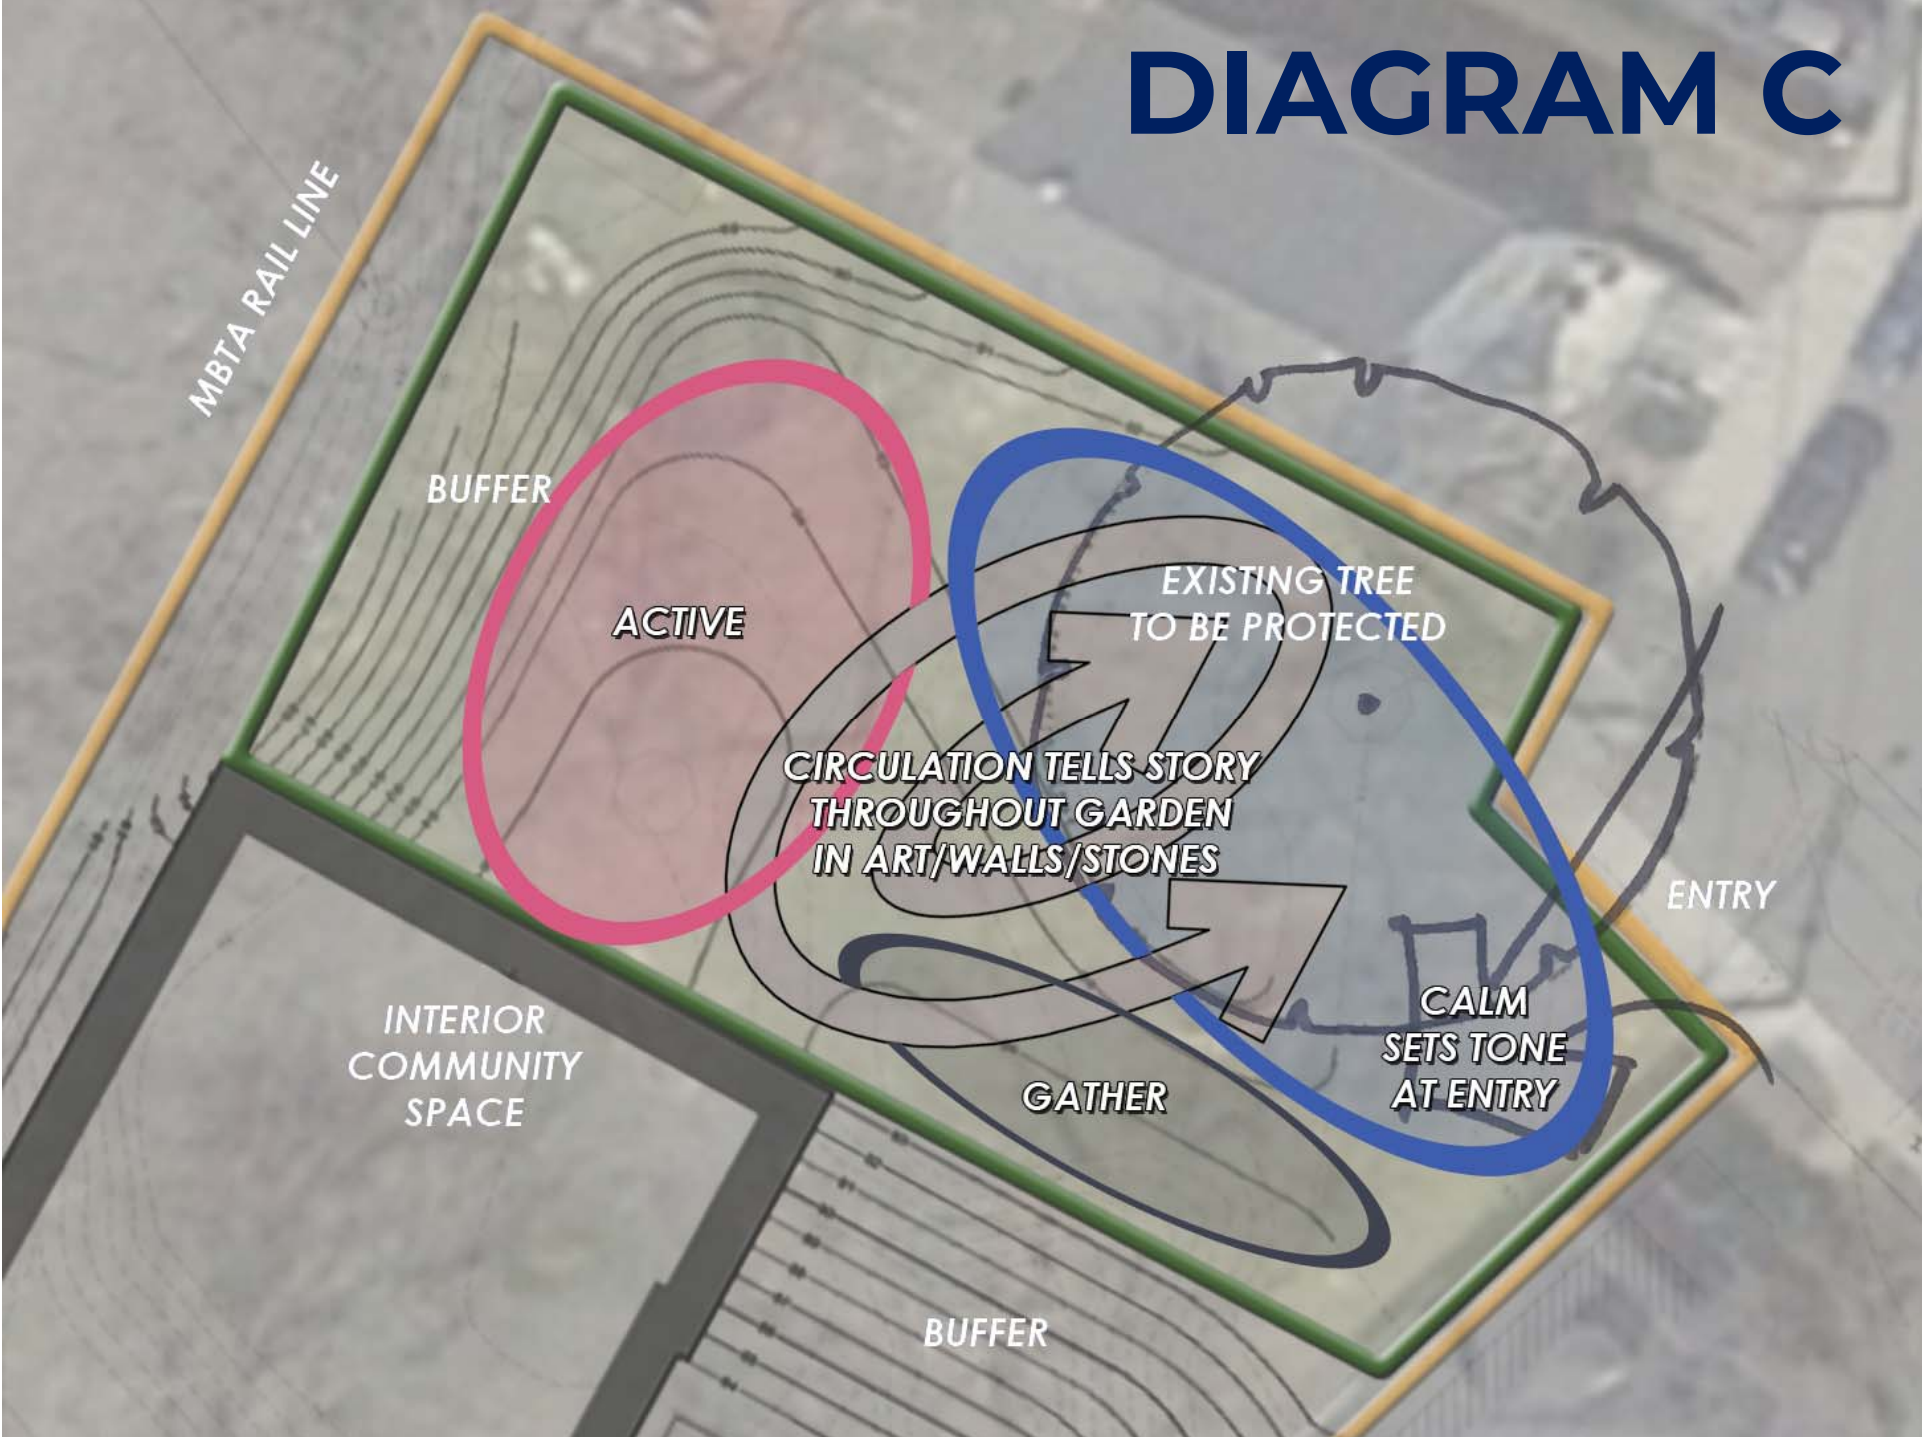 DIAGRAM C
MBTA RAIL LINE
BUFFER
ACTIVE
EXISTING TREE
TO BE PROTECTED
CIRCULATION TELLS STORY
THROUGHOUT GARDEN
IN ART/WALLS/STONES
ENTRY
CALM
SETS TONE
AT ENTRY
INTERIOR
COMMUNITY
SPACE
GATHER
BUFFER